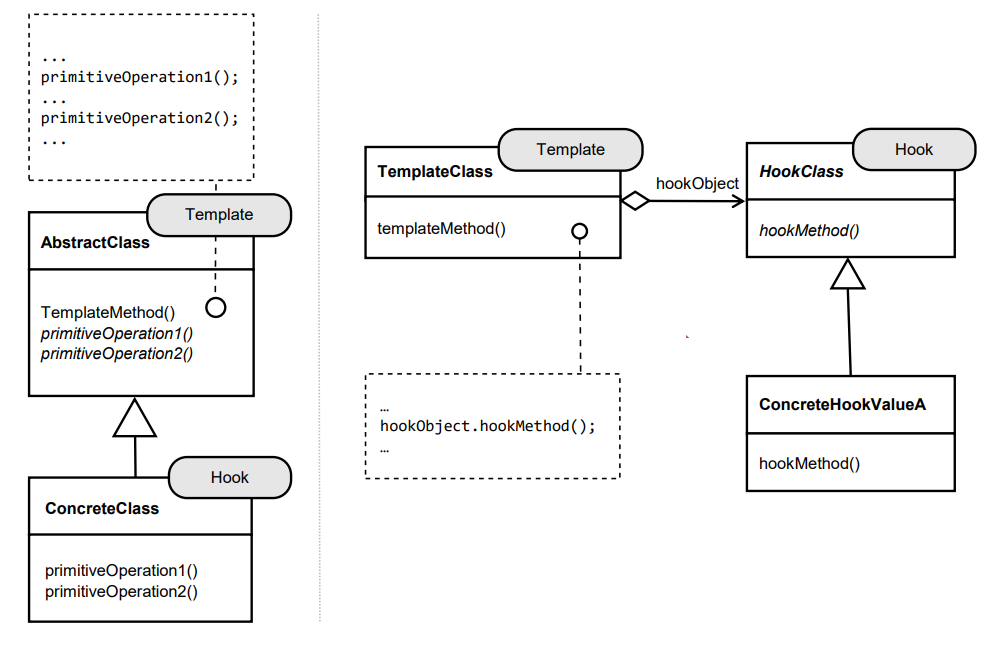 ...
primitiveOperation1();
...
primitiveOperation2();
...
Template
AbstractClass
TemplateMethod()
primitiveOperation1()
primitiveOperation2()
Hook
ConcreteClass
primitiveOperation1()
primitiveOperation2()
Template
TemplateClass
templateMethod()
hookObject
Hook
HookClass
hookMethod()
…
hookObject.hookMethod();
…
ConcreteHookValueA
hookMethod()